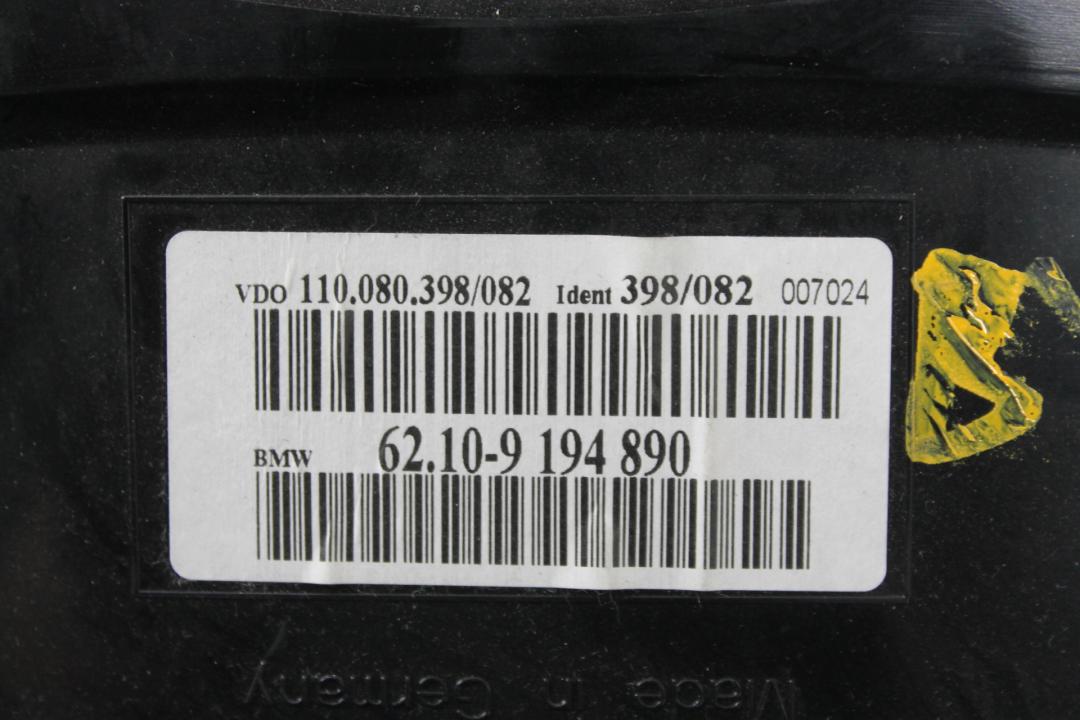 VDO 110.080.398/082 Ident 398/082 007024
BMW 62.10-9 194 890
Made in Germany